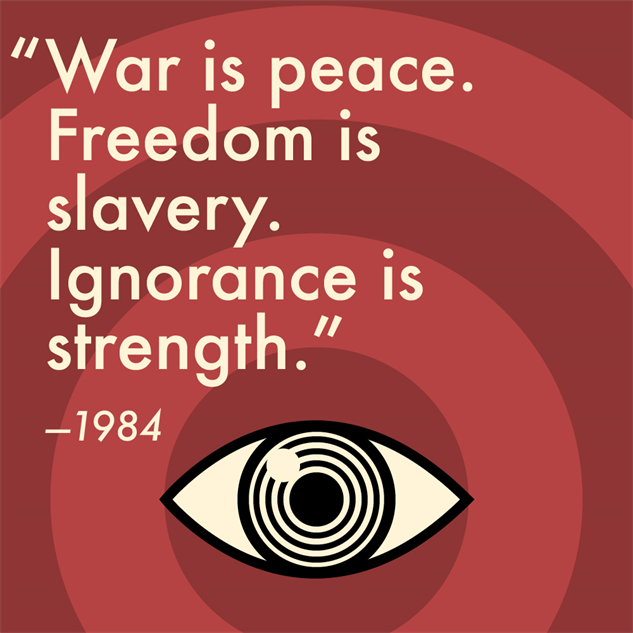 “War is peace.
Freedom is
slavery.
Ignorance is
strength.”
—1984